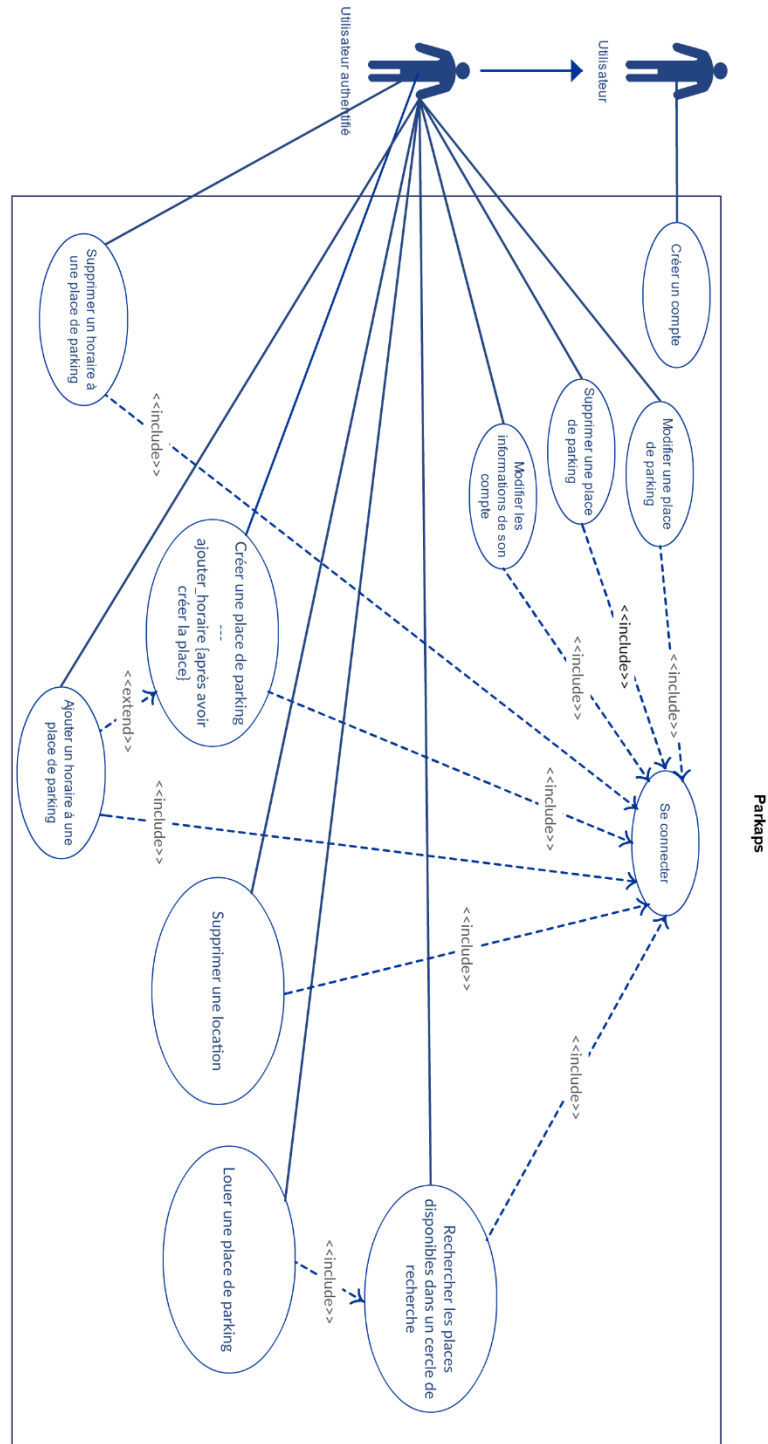 Parkaps
Utilisateur
Utilisateur authentifié
Créer un compte
Modifier une place
de parking
<<include>>
Supprimer une place
de parking
<<include>>
Modifier les
informations de son
compte
<<include>>
Se connecter
Supprimer un horaire à
une place de parking
<<include>>
Créer une place de parking
---
ajouter_horaire {après avoir
créer la place}
<<include>>
<<extend>>
Ajouter un horaire à une
place de parking
<<include>>
Supprimer une location
<<include>>
Rechercher les places
disponibles dans un cercle de
recherche
<<include>>
Louer une place de parking
<<include>>